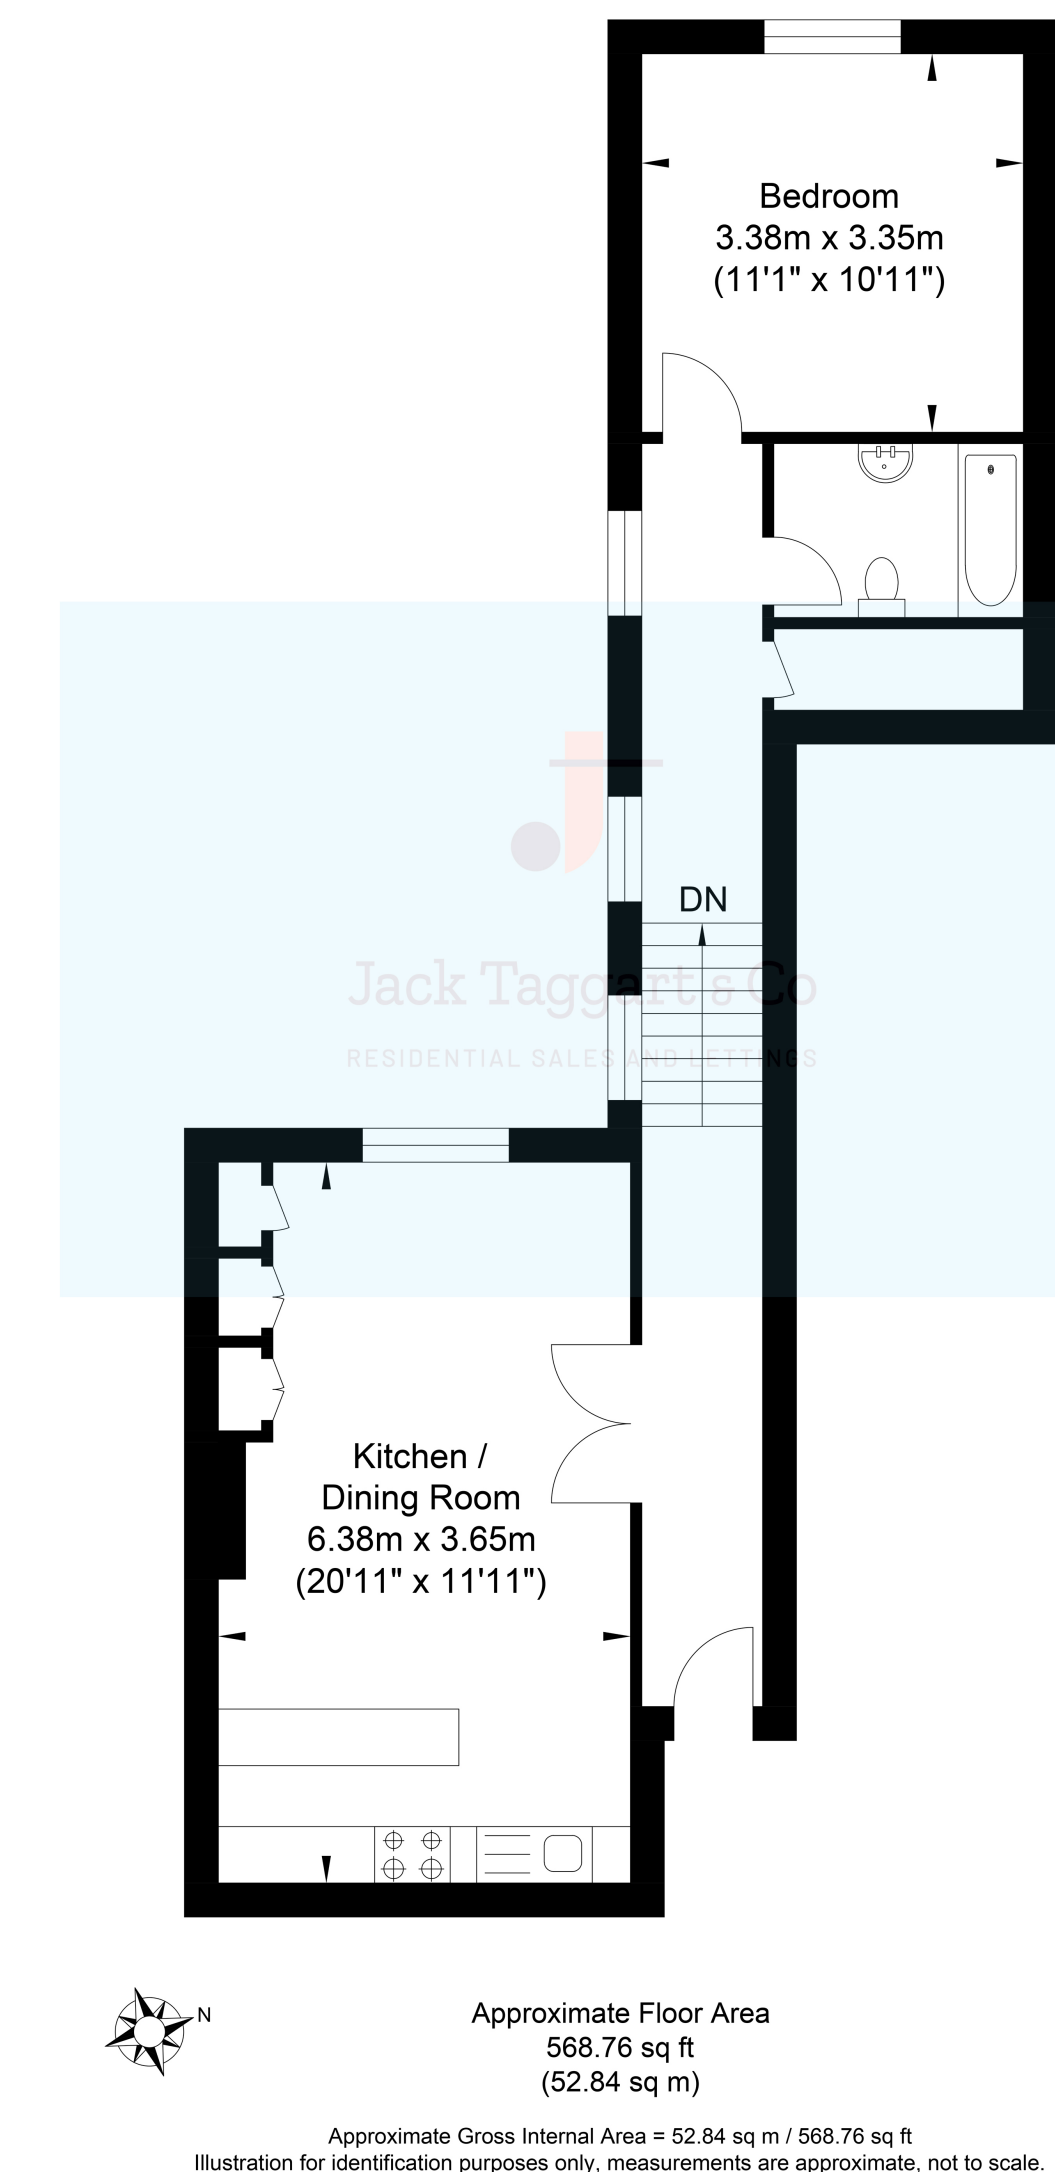 Bedroom
3.38m x 3.35m
(11'1" x 10'11")
DN
Jack Taggart & Co
RESIDENTIAL SALES AND LETTINGS
Kitchen /
Dining Room
6.38m x 3.65m
(20'11" x 11'11")
N
Approximate Floor Area
568.76 sq ft
(52.84 sq m)
Approximate Gross Internal Area = 52.84 sq m / 568.76 sq ft
Illustration for identification purposes only, measurements are approximate, not to scale.